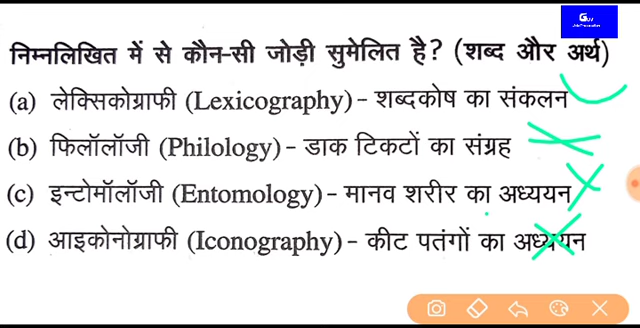 निम्नलिखित में से कौन-सी जोड़ी सुमेलित है? (शब्द और अर्थ)
(a) लेक्सिकोग्राफी (Lexicography) – शब्दकोष का संकलन
(b) फिलॉलॉजी (Philology) – डाक टिकटों का संग्रह
(c) इन्टोमॉलॉजी (Entomology) – मानव शरीर का अध्ययन
(d) आइकोनोग्राफी (Iconography) – कीट पतंगों का अध्ययन